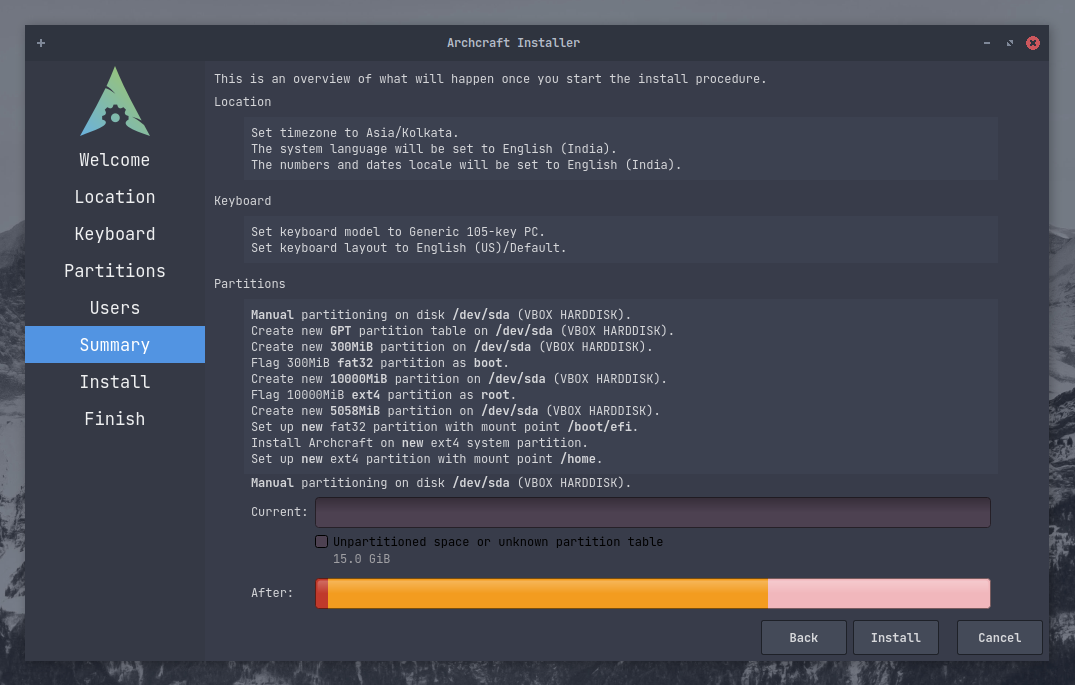 Archcraft Installer
Welcome
Location
Keyboard
Partitions
Users
Summary
Install
Finish
This is an overview of what will happen once you start the install procedure.
Location
Set timezone to Asia/Kolkata.
The system language will be set to English (India).
The numbers and dates locale will be set to English (India).
Keyboard
Set keyboard model to Generic 105-key PC.
Set keyboard layout to English (US)/Default.
Partitions
Manual partitioning on disk /dev/sda (VBOX HARDDISK).
Create new GPT partition table on /dev/sda (VBOX HARDDISK).
Create new 300MiB partition on /dev/sda (VBOX HARDDISK).
Flag 300MiB fat32 partition as boot.
Create new 10000MiB partition on /dev/sda (VBOX HARDDISK).
Flag 10000MiB ext4 partition as root.
Create new 5058MiB partition on /dev/sda (VBOX HARDDISK).
Set up new fat32 partition with mount point /boot/efi.
Install Archcraft on new ext4 system partition.
Set up new ext4 partition with mount point /home.
Manual partitioning on disk /dev/sda (VBOX HARDDISK).
Current:
Unpartitioned space or unknown partition table
15.0 GiB
After:
Back
Install
Cancel